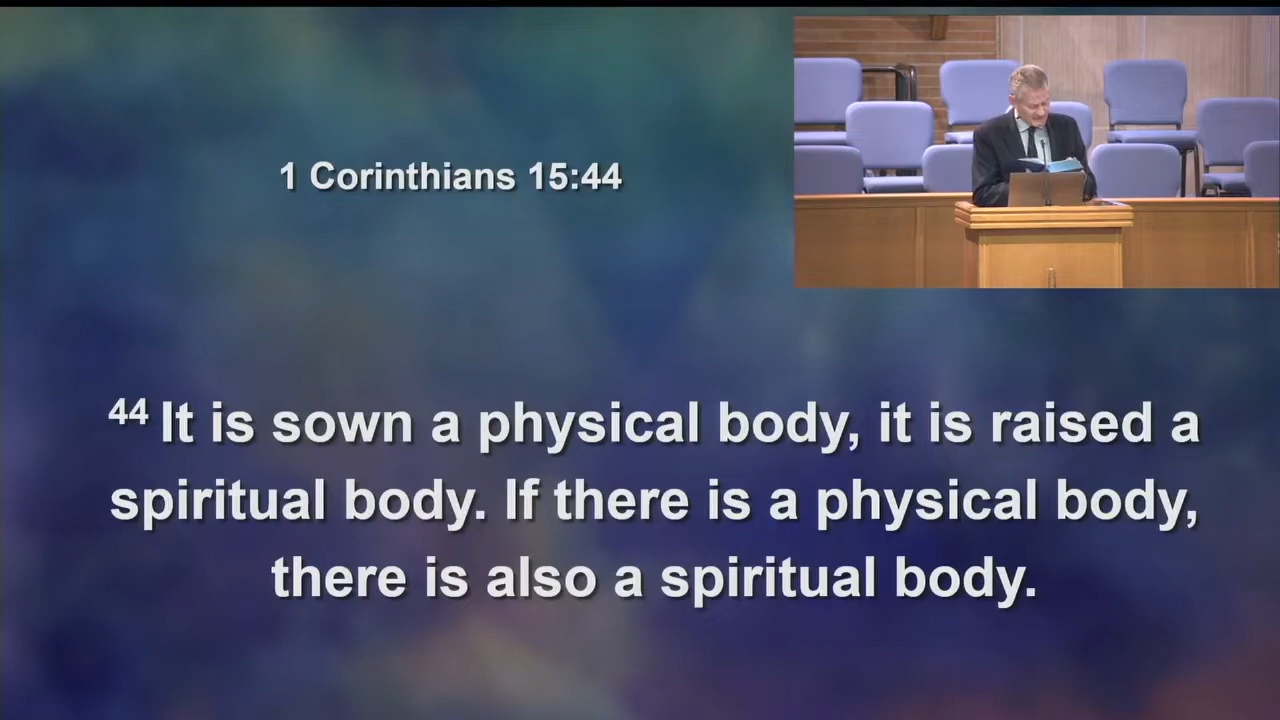 1 Corinthians 15:44
44 It is sown a physical body, it is raised a
spiritual body. If there is a physical body,
there is also a spiritual body.